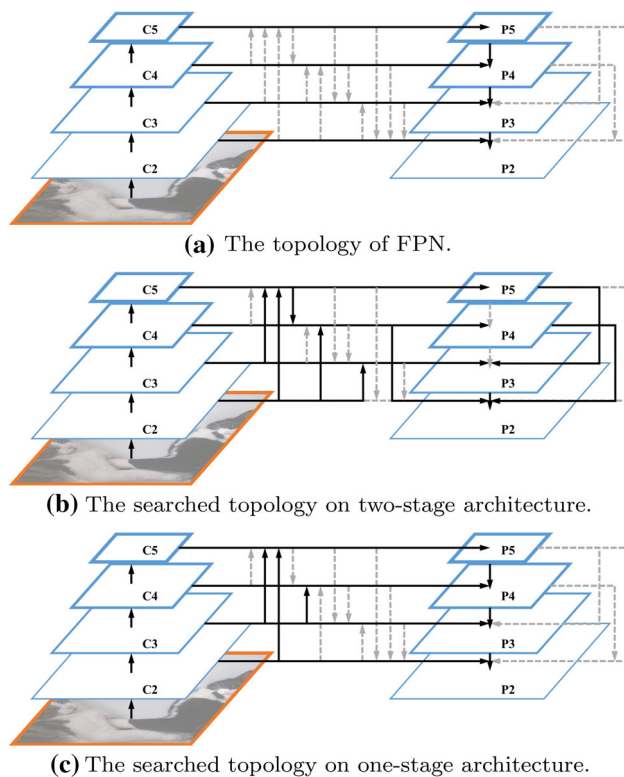 C5 P5
C4 P4
C3 P3
C2 P2
(a) The topology of FPN.
C5 P5
C4 P4
C3 P3
C2 P2
(b) The searched topology on two-stage architecture.
C5 P5
C4 P4
C3 P3
C2 P2
(c) The searched topology on one-stage architecture.